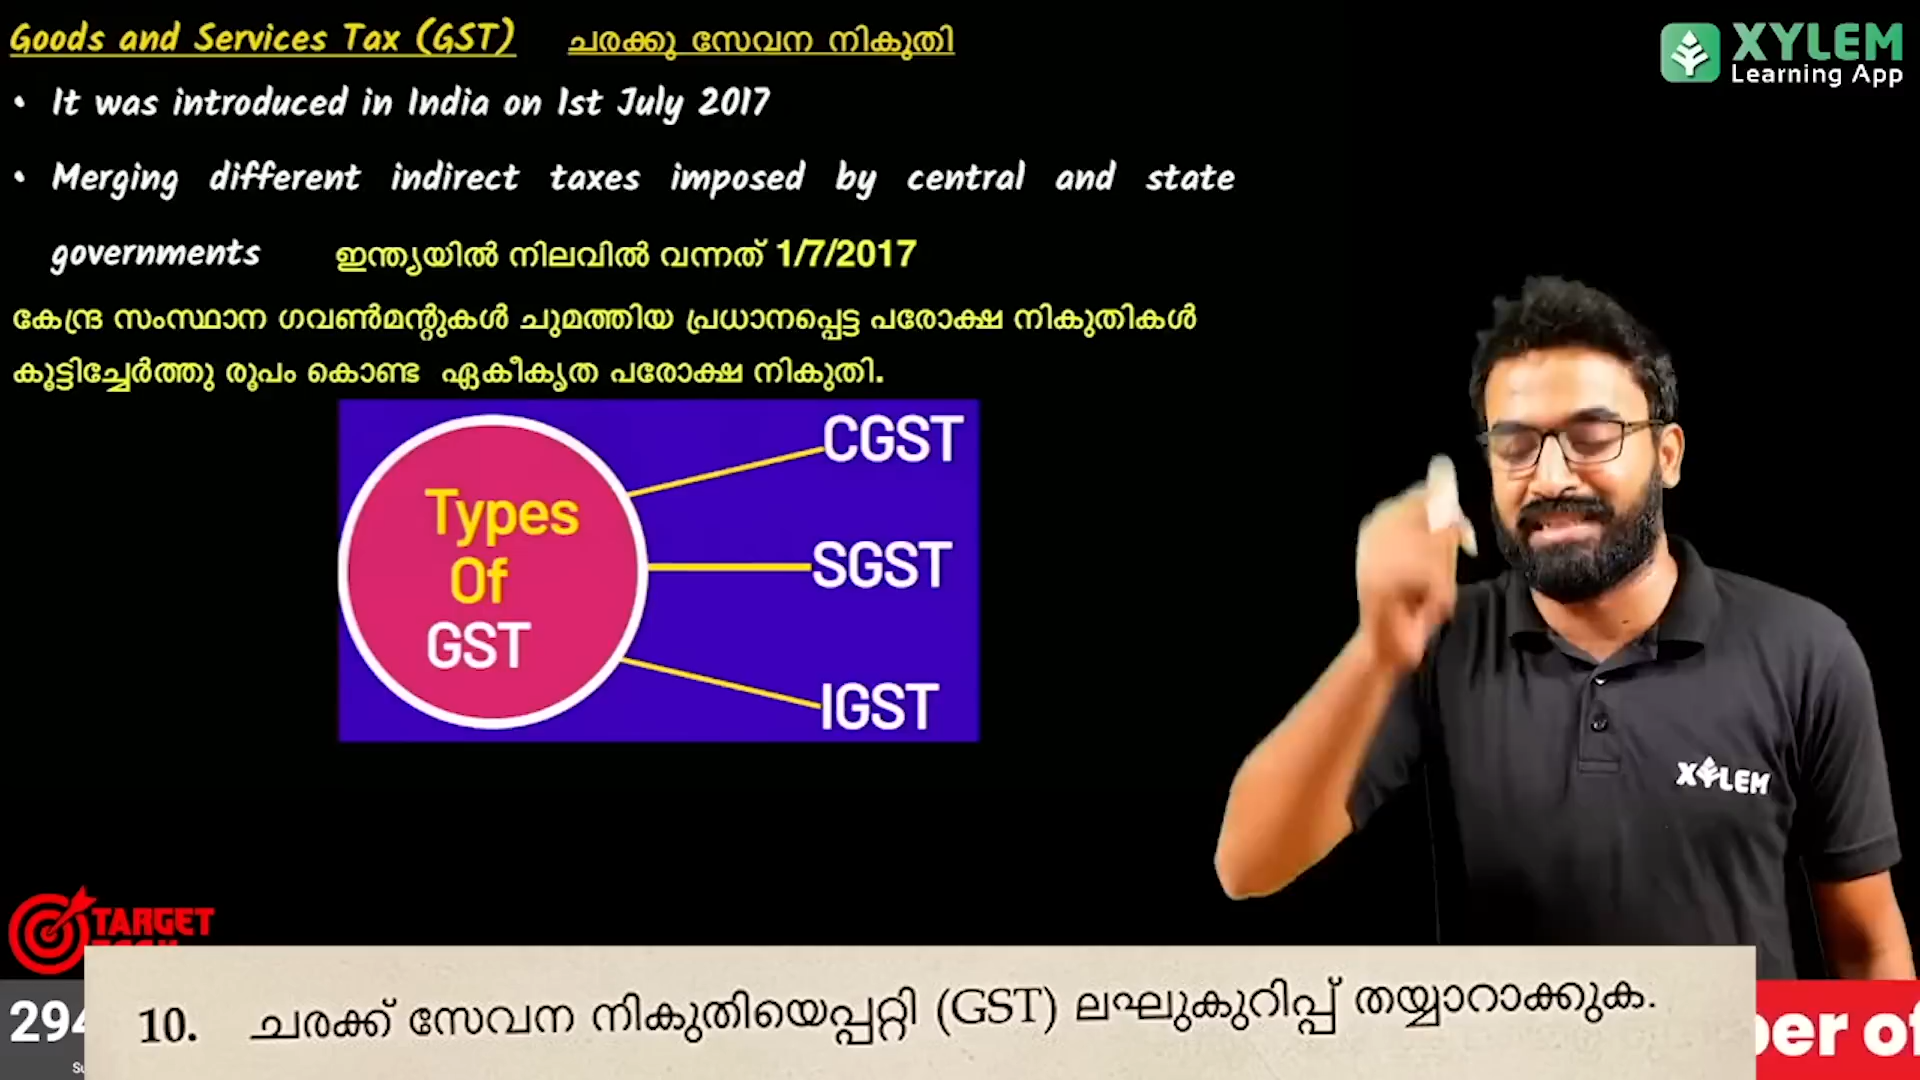 Goods and Services Tax (GST) ചരക്കു സേവന നികുതി
XYLEM
Learning App
• It was introduced in India on 1st July 2017
• Merging different indirect taxes imposed by central and state
governments ഇന്ത്യയിൽ നിലവിൽ വന്നത് 1/7/2017
കേന്ദ്ര സംസ്ഥാന ഗവൺമന്റുകൾ ചുമത്തിയ പ്രധാനപ്പെട്ട പരോക്ഷ നികുതികൾ
കൂട്ടിച്ചേർത്തു രൂപം കൊണ്ട ഏകീകൃത പരോക്ഷ നികുതി.
Types
Of
GST
CGST
SGST
IGST
XYLEM
TARGET
294
10. ചരക്ക് സേവന നികുതിയെപ്പറ്റി (GST) ലഘുകുറിപ്പ് തയ്യാറാക്കുക.